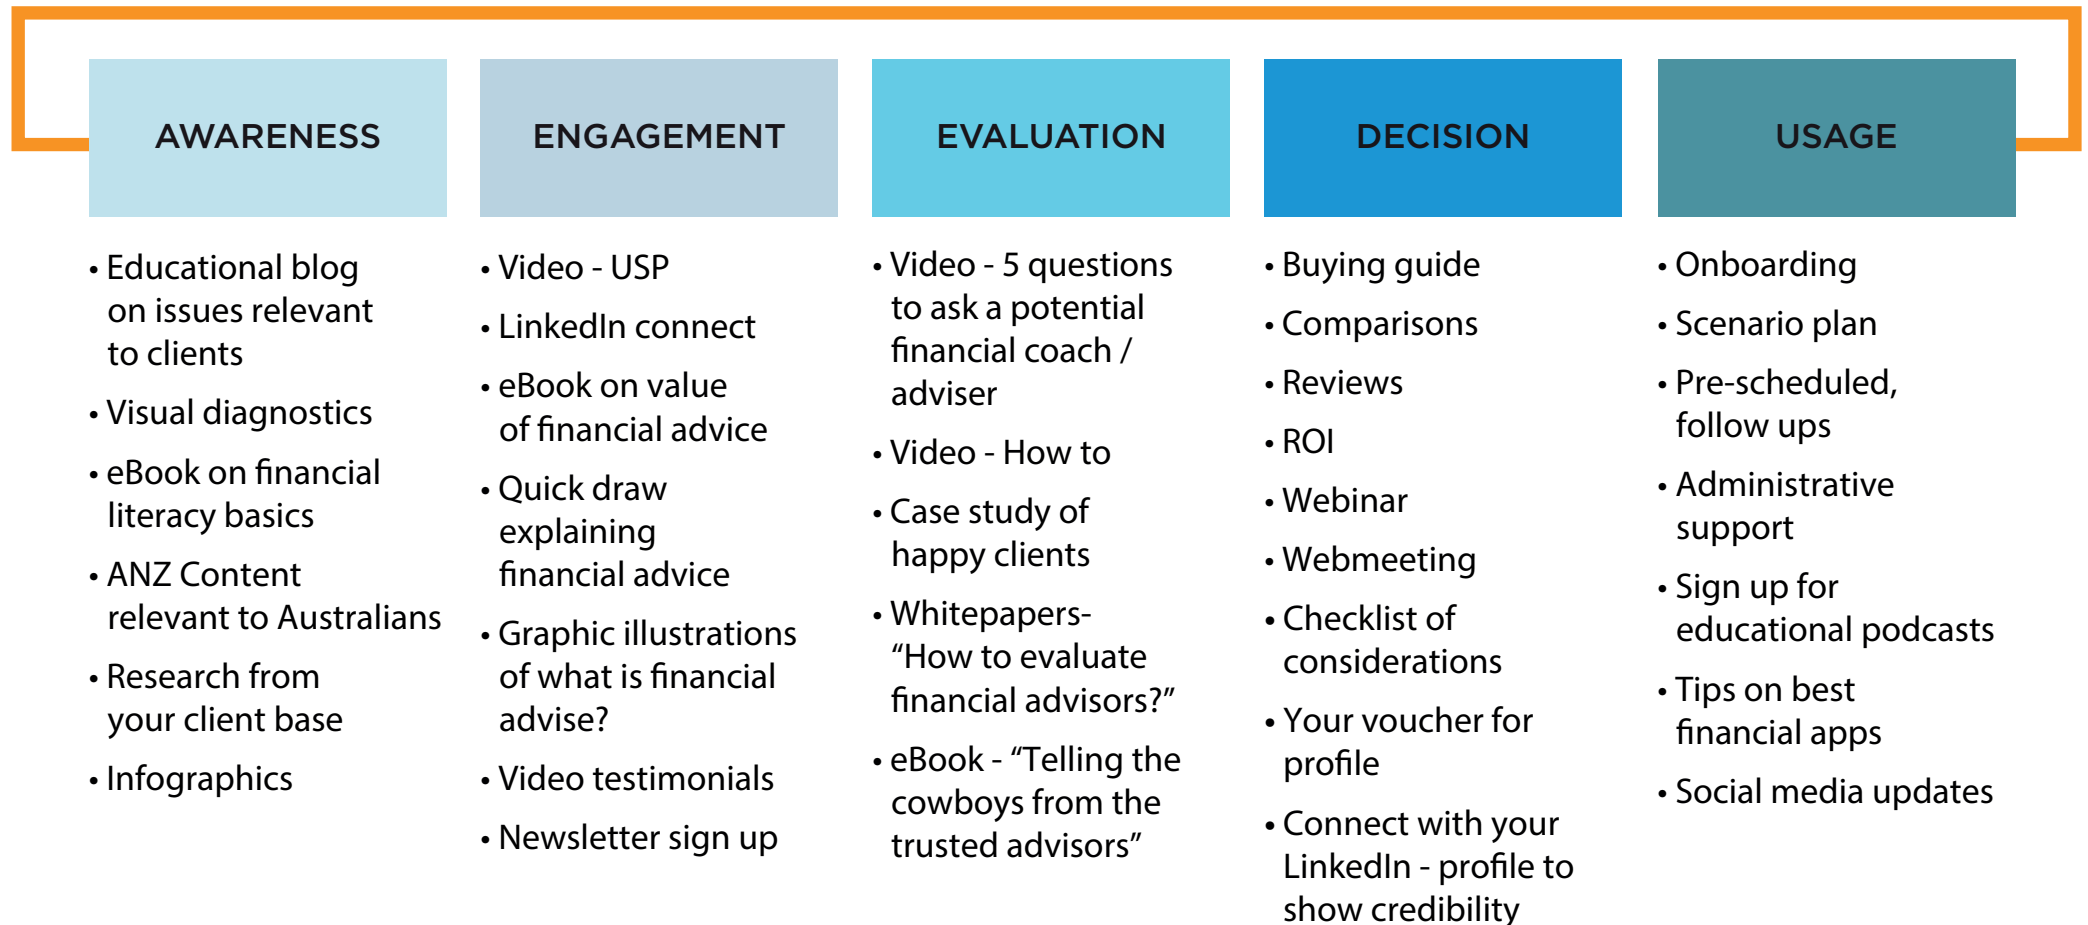 AWARENESS
• Educational blog
on issues relevant
to clients
• Visual diagnostics
• eBook on financial
literacy basics
• ANZ Content
relevant to Australians
• Research from
your client base
• Infographics
ENGAGEMENT
• Video - USP
• LinkedIn connect
• eBook on value
of financial advice
• Quick draw
explaining
financial advice
• Graphic illustrations
of what is financial
advise?
• Video testimonials
• Newsletter sign up
EVALUATION
• Video - 5 questions
to ask a potential
financial coach /
adviser
• Video - How to
• Case study of
happy clients
• Whitepapers-
“How to evaluate
financial advisors?”
• eBook - “Telling the
cowboys from the
trusted advisors”
DECISION
• Buying guide
• Comparisons
• Reviews
• ROI
• Webinar
• Webmeeting
• Checklist of
considerations
• Your voucher for
profile
• Connect with your
LinkedIn - profile to
show credibility
USAGE
• Onboarding
• Scenario plan
• Pre-scheduled,
follow ups
• Administrative
support
• Sign up for
educational podcasts
• Tips on best
financial apps
• Social media updates